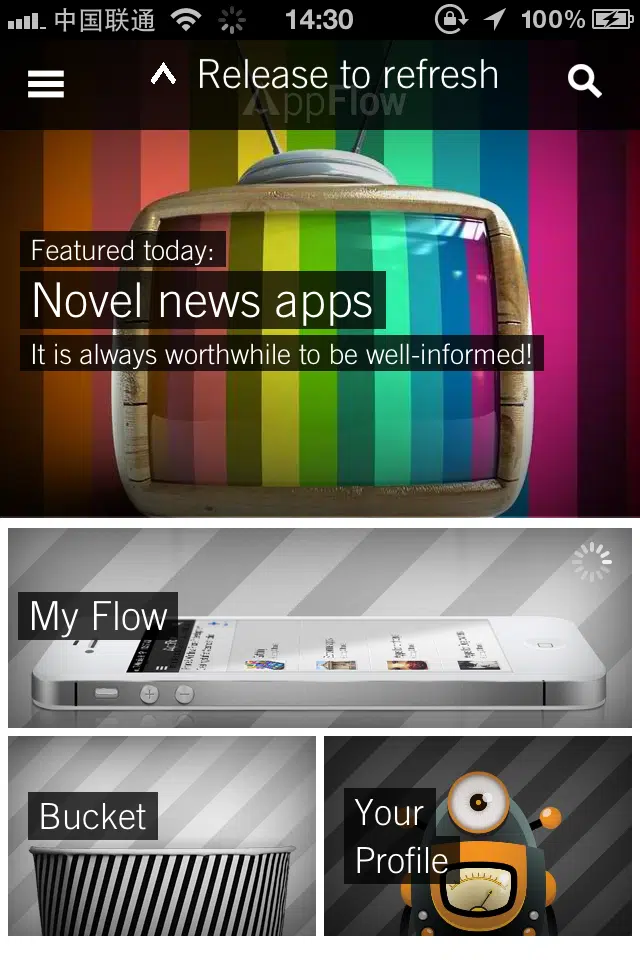 中国联通
14:30
100%
Release to refresh
AppFlow
Featured today:
Novel news apps
It is always worthwhile to be well-informed!
My Flow
Bucket
Your
Profile